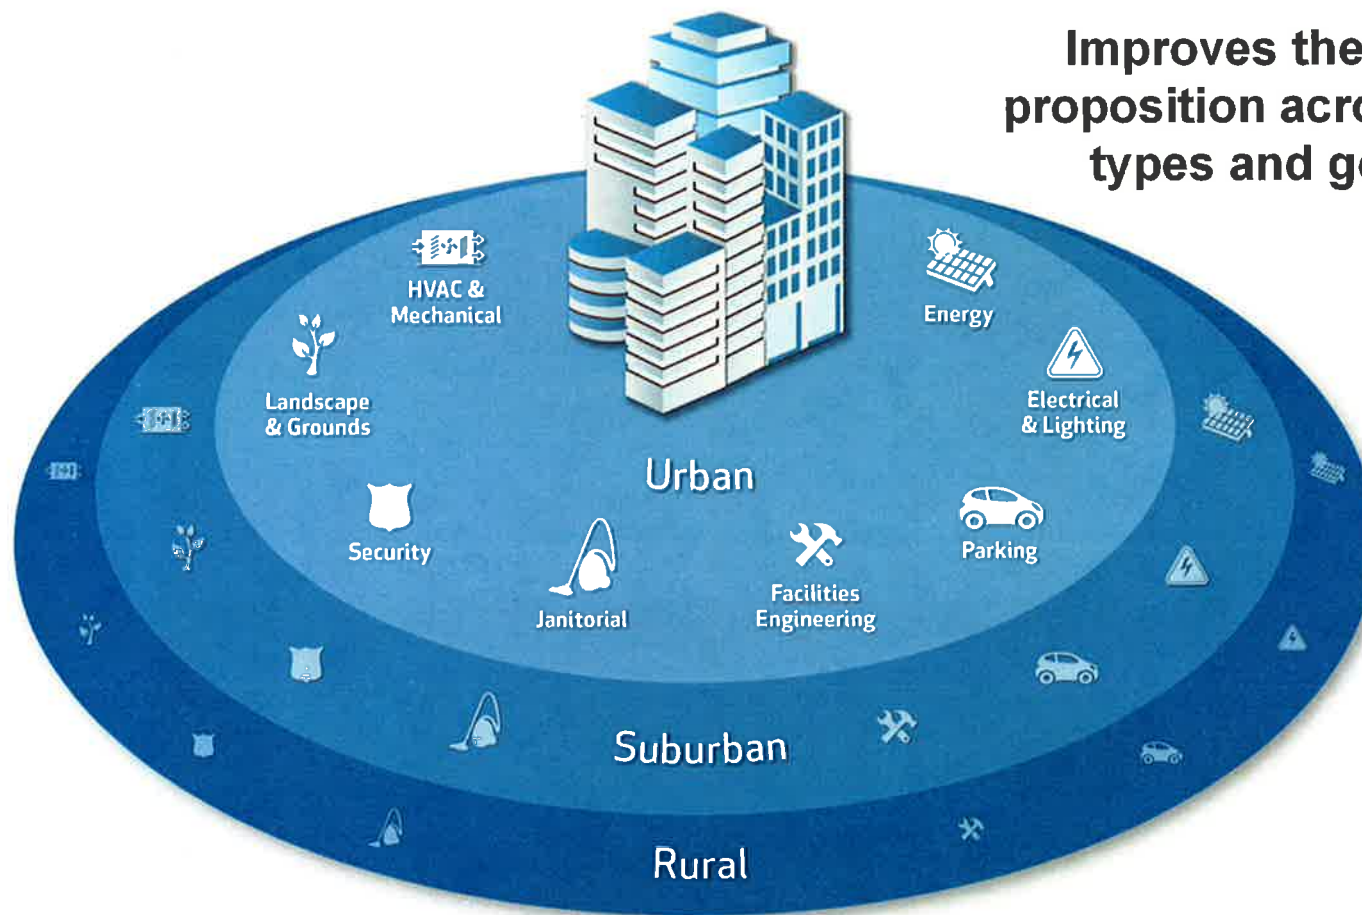 Improves the
proposition acro
types and g
HVAC &
Mechanical
Energy
Landscape
& Grounds
Electrical
& Lighting
Urban
Security
Parking
Janitorial
Facilities
Engineering
Suburban
Rural